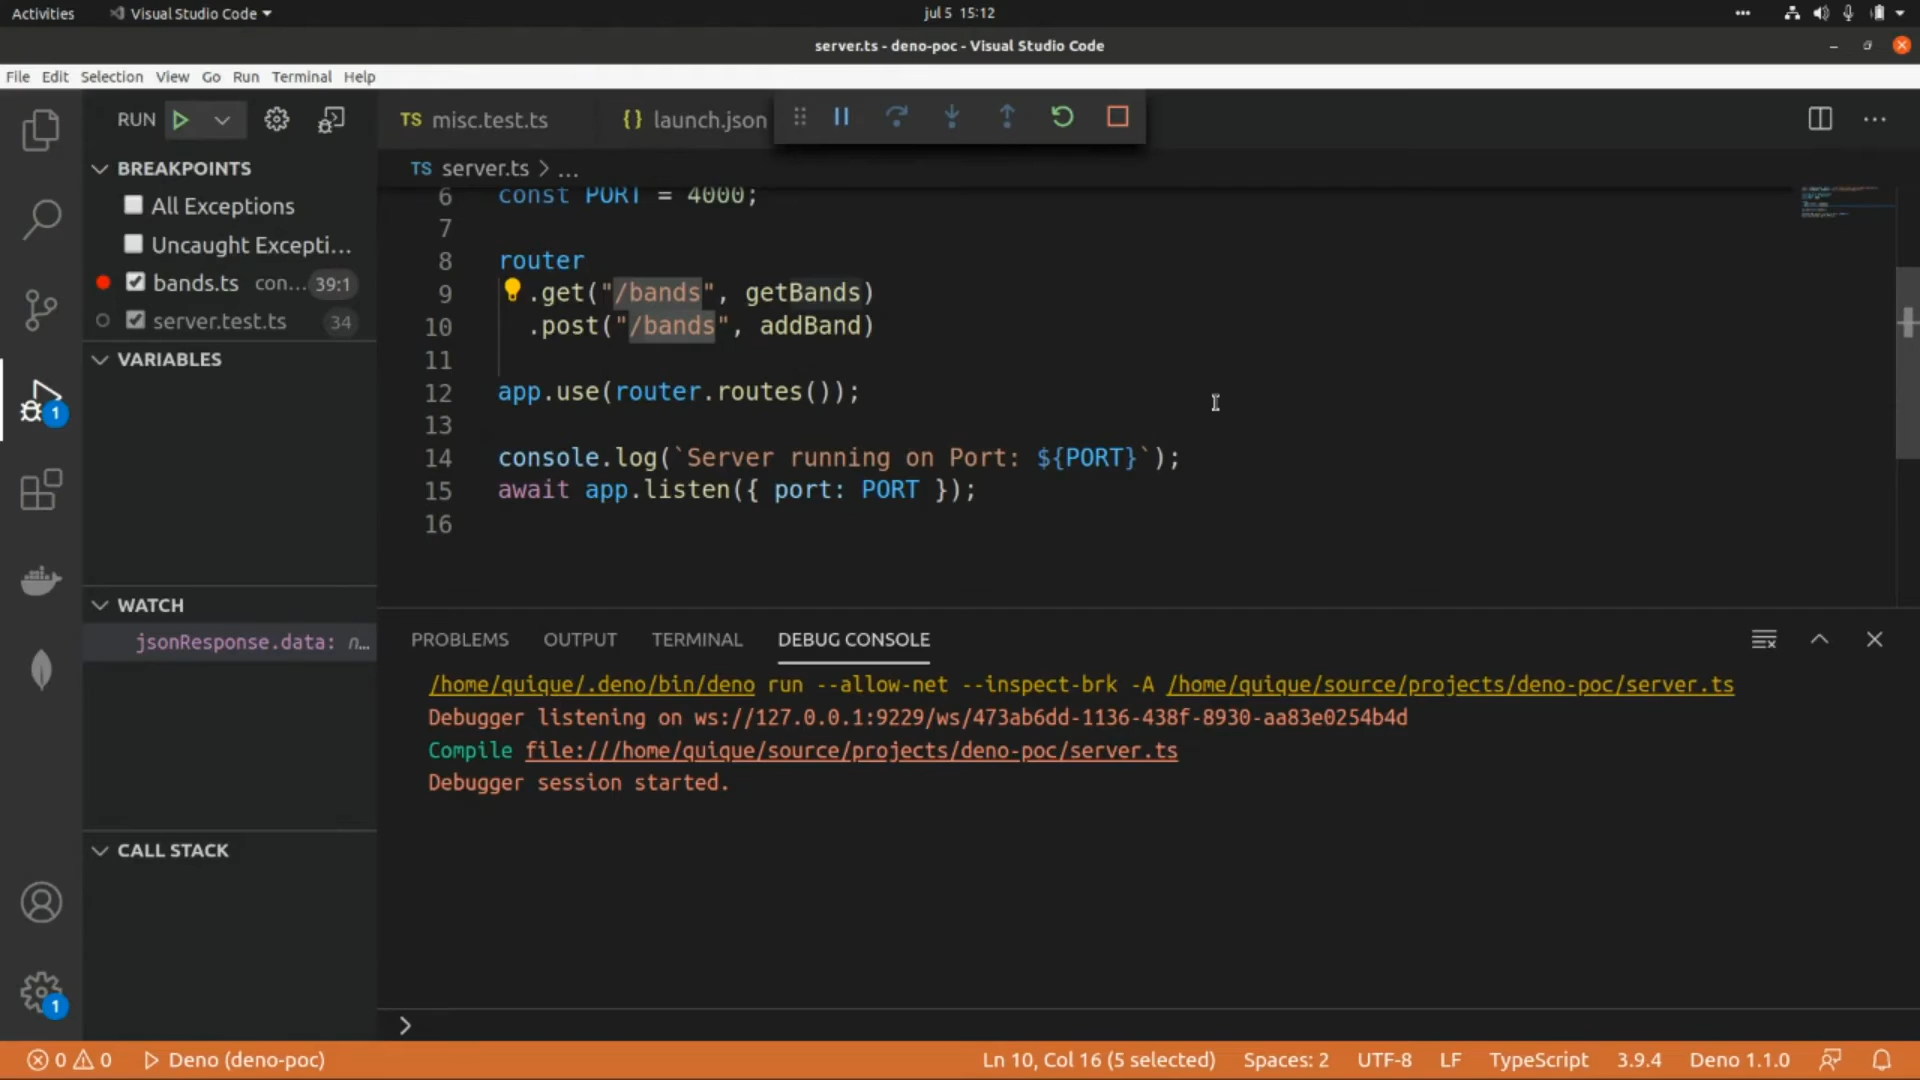 Activities Visual Studio Code jul 5 15:12
server.ts - deno-poc - Visual Studio Code
File Edit Selection View Go Run Terminal Help
RUN
TS misc.test.ts {} launch.json
BREAKPOINTS
All Exceptions
Uncaught Excepti...
bands.ts con... 39:1
server.test.ts 34
VARIABLES
WATCH
jsonResponse.data: n...
CALL STACK
TS server.ts > ...
6 const PORT = 4000;
7
8 router
9 .get("/bands", getBands)
10 .post("/bands", addBand)
11
12 app.use(router.routes());
13
14 console.log(`Server running on Port: ${PORT}`);
15 await app.listen({ port: PORT });
16
PROBLEMS OUTPUT TERMINAL DEBUG CONSOLE
/home/quique/.deno/bin/deno run --allow-net --inspect-brk -A /home/quique/source/projects/deno-poc/server.ts
Debugger listening on ws://127.0.0.1:9229/ws/473ab6dd-1136-438f-8930-aa83e0254b4d
Compile file:///home/quique/source/projects/deno-poc/server.ts
Debugger session started.
>
1
1
0 0 Deno (deno-poc) Ln 10, Col 16 (5 selected) Spaces: 2 UTF-8 LF TypeScript 3.9.4 Deno 1.1.0